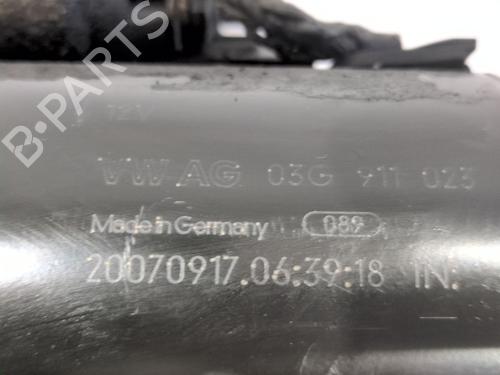 B-PARTS
12V
VW AG 03G 911 023
Made in Germany 089
20070917.06:39:18 IN: